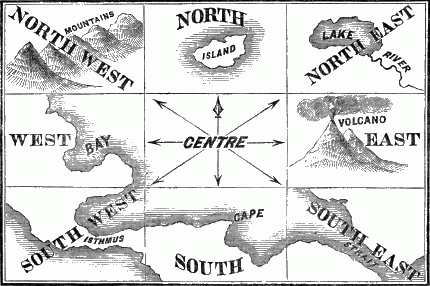 MOUNTAINS
NORTH WEST
NORTH
ISLAND
LAKE
NORTH EAST
RIVER
WEST
BAY
CENTRE
VOLCANO
EAST
SOUTH WEST
ISTHMUS
CAPE
SOUTH
SOUTH EAST
STRAIT